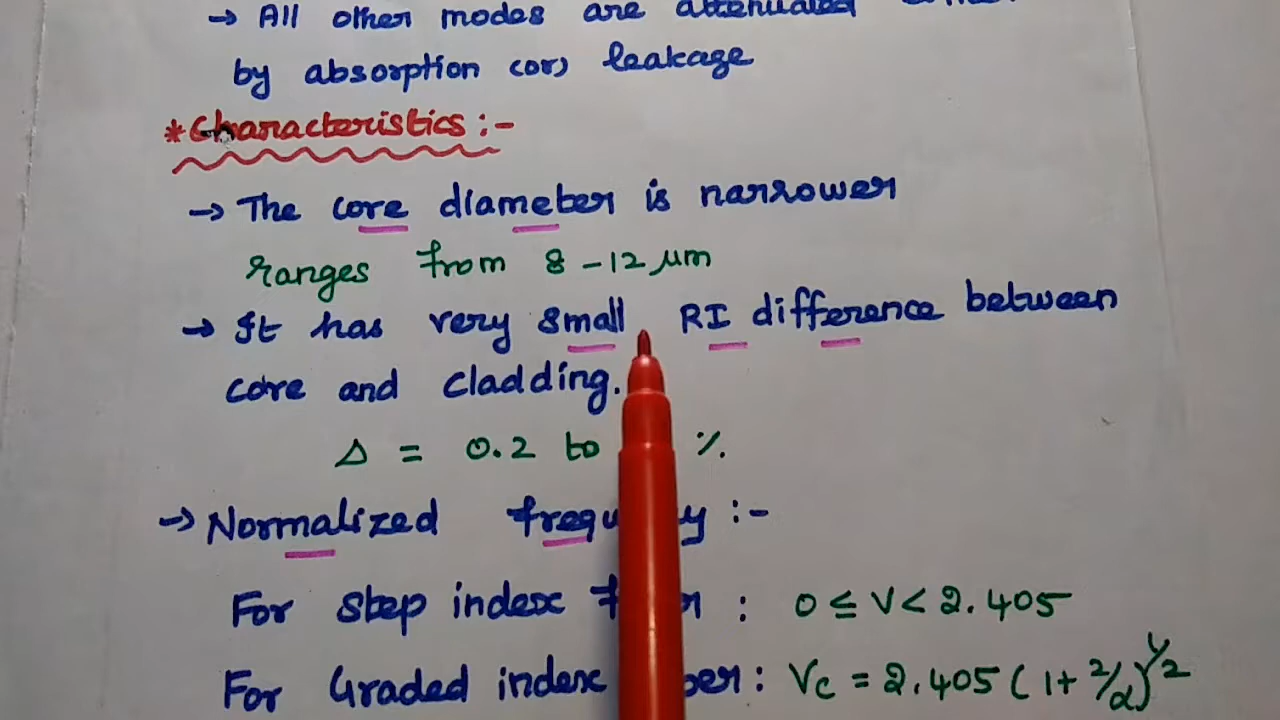 → All other modes are attenuated
by absorption (or) leakage
* Characteristics :-
→ The core diameter is narrower
ranges from 8 - 12 μm
→ It has very small RI difference between
core and cladding.
Δ = 0.2 to %
→ Normalized :-
For step index : 0 ≤ V < 2.405
For Graded index : Vc = 2.405 (1 + 2/α)^1/2